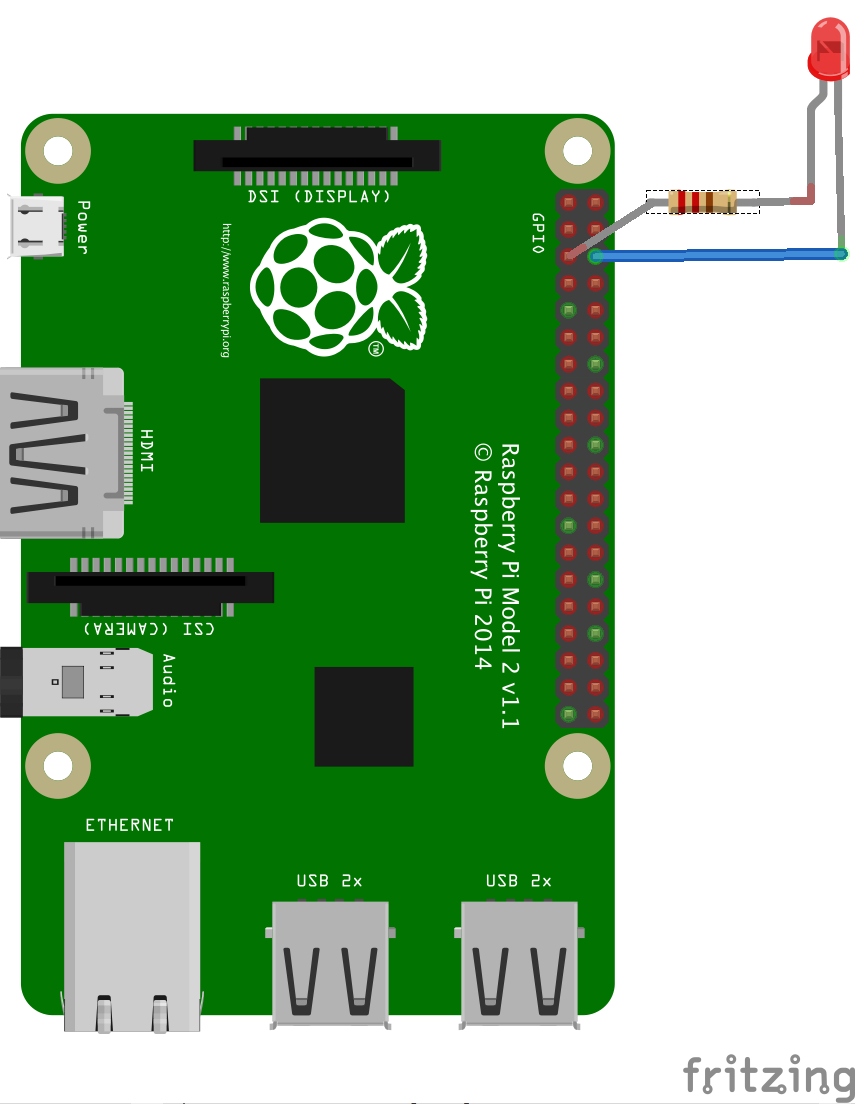 DSI (DISPLAY)
Power
http://www.raspberrypi.org
GPIO
TM
HDMI
Raspberry Pi Model 2 v1.1
© Raspberry Pi 2014
CSI (CAMERA)
Audio
ETHERNET
USB 2x
USB 2x
fritzing